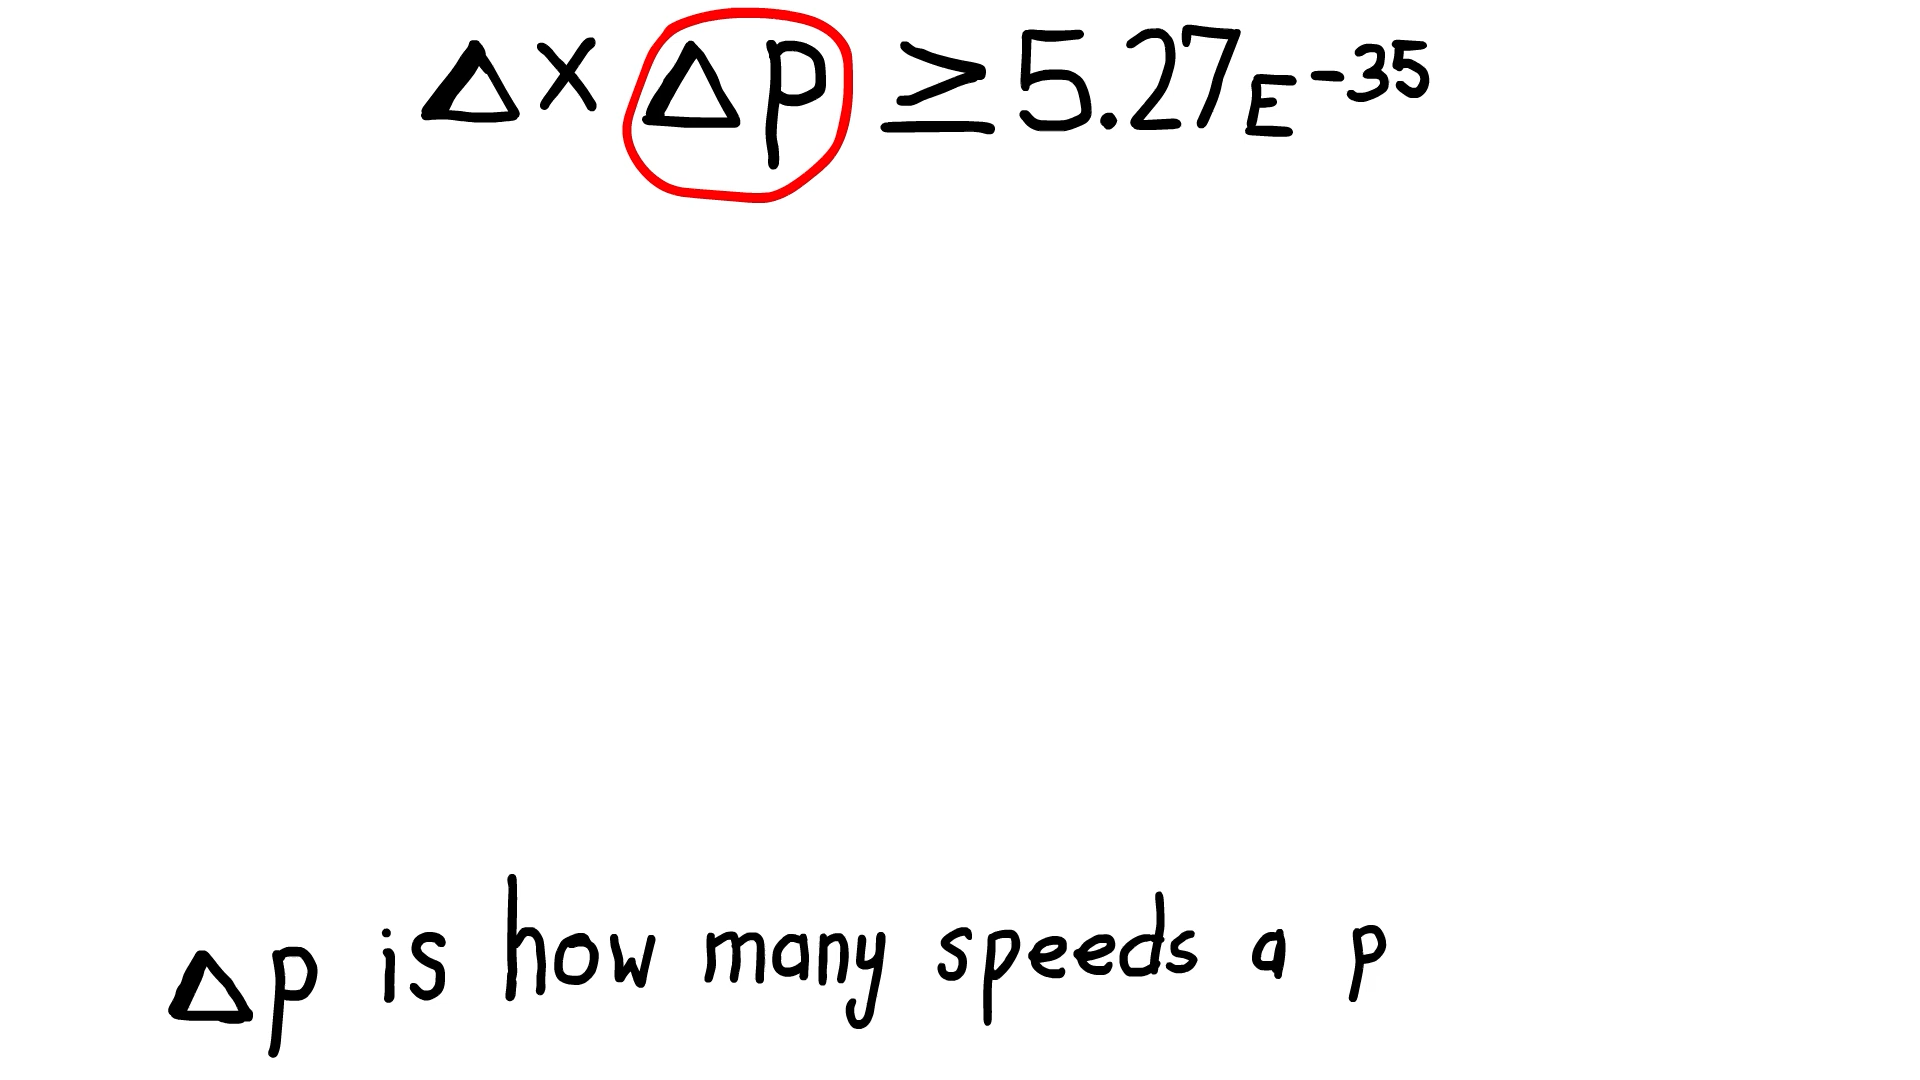 Δx Δp ≥ 5.27E-35
Δp is how many speeds a p